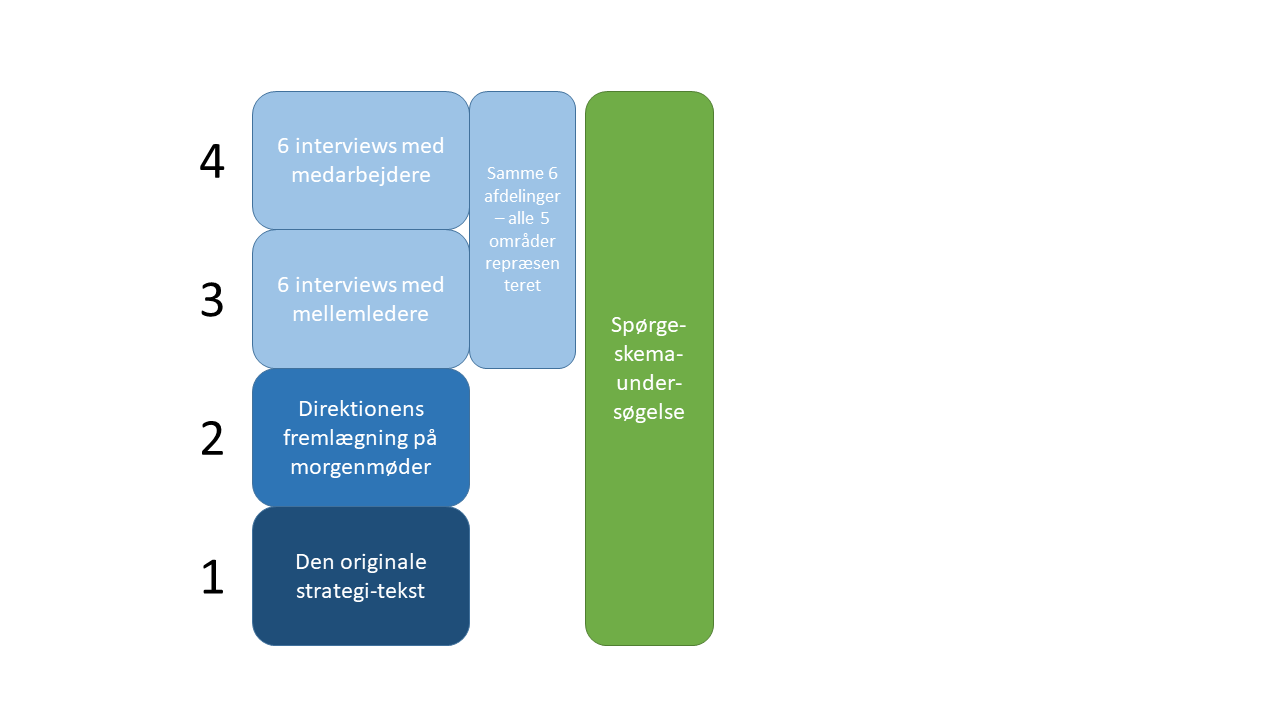 4
6 interviews med
medarbejdere
3
6 interviews med
mellemledere
2
Direktionens
fremlægning på
morgenmøder
1
Den originale
strategi-tekst
Samme 6
afdelinger
– alle 5
områder
repræsen
teret
Spørge-
skema-
under-
søgelse